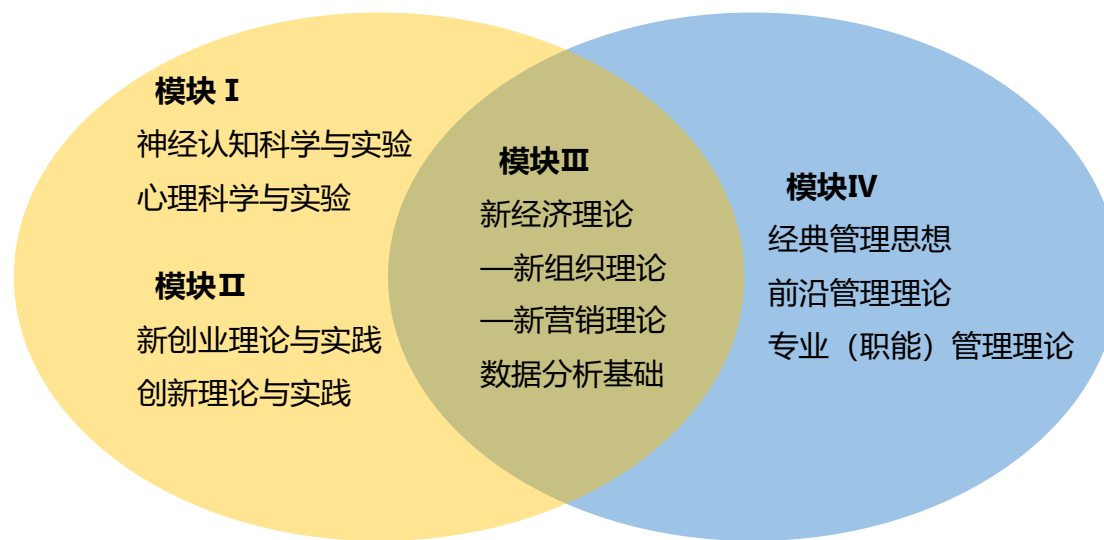 模块 Ⅰ
神经认知科学与实验
心理科学与实验
模块Ⅱ
新创业理论与实践
创新理论与实践
模块Ⅲ
新经济理论
—新组织理论
—新营销理论
数据分析基础
模块Ⅳ
经典管理思想
前沿管理理论
专业（职能）管理理论